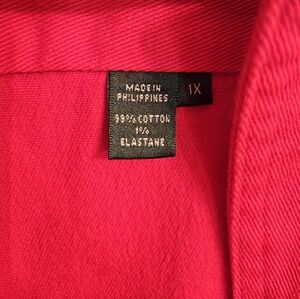 MADE IN
PHILIPPINES
1X
99% COTTON
1%
ELASTANE